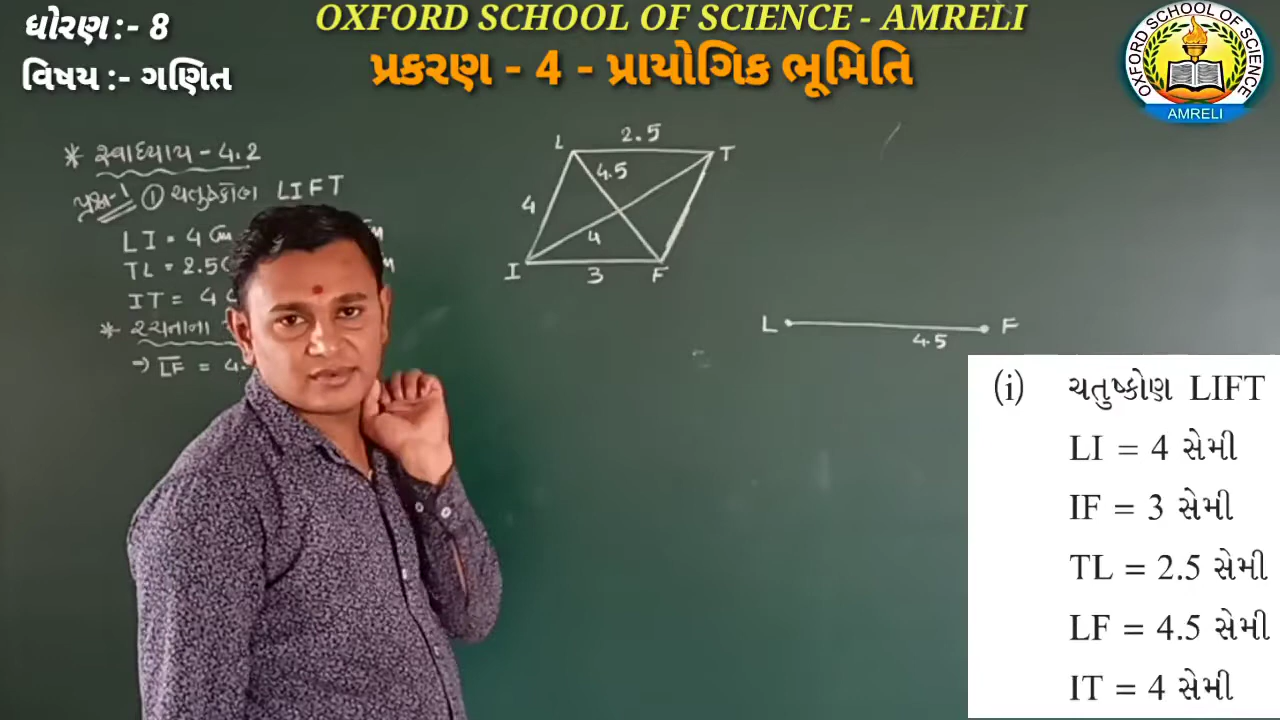 ધોરણ :- 8
વિષય :- ગણિત
OXFORD SCHOOL OF SCIENCE - AMRELI
પ્રકરણ - 4 - પ્રાયોગિક ભૂમિતિ
OXFORD SCHOOL OF SCIENCE
AMRELI
* સ્વાધ્યાય - 4.2
પ્રશ્ન-1 ① ચતુષ્કોણ LIFT
LI = 4 cm
TL = 2.5
IT = 4
* રચનાના
→ LF = 4.
L 2.5 T
4.5
4
4
I 3 F
L F
4.5
(i) ચતુષ્કોણ LIFT
LI = 4 સેમી
IF = 3 સેમી
TL = 2.5 સેમી
LF = 4.5 સેમી
IT = 4 સેમી